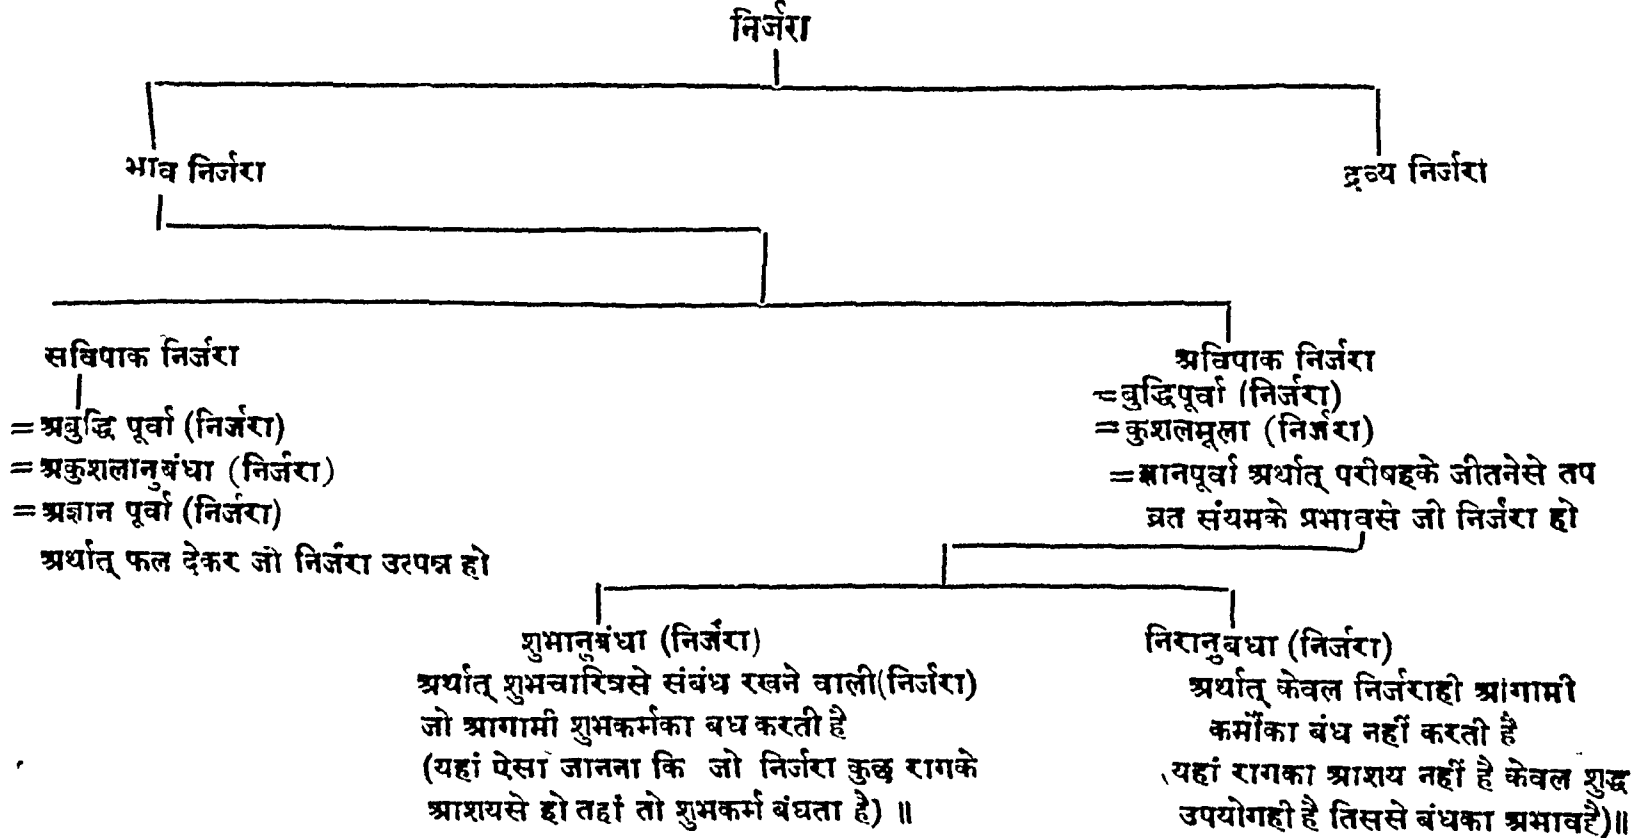 निर्जरा
भाव निर्जरा
द्रव्य निर्जरा
सविपाक निर्जरा
=अबुद्धि पूर्वा (निर्जरा)
=अकुशलानुबंधा (निर्जरा)
=अज्ञान पूर्वा (निर्जरा)
अर्थात् फल देकर जो निर्जरा उत्पन्न हो
अविपाक निर्जरा
=बुद्धिपूर्वा (निर्जरा)
=कुशलमूला (निर्जरा)
=ज्ञानपूर्वा अर्थात् परीषहके जीतनेसे तप
व्रत संयमके प्रभावसे जो निर्जरा हो
शुभानुबंधा (निर्जरा)
अर्थात् शुभचारित्रसे संबंध रखने वाली(निर्जरा)
जो आगामी शुभकर्मका बध करती है
(यहां ऐसा जानना कि जो निर्जरा कुछ रागके
आशयसे हो तहां तो शुभकर्म बंधता है) ॥
निरानुबधा (निर्जरा)
अर्थात् केवल निर्जराही आगामी
कर्मोंका बंध नहीं करती है
(यहां रागका आशय नहीं है केवल शुद्ध
उपयोगही है तिससे बंधका अभावहै)॥